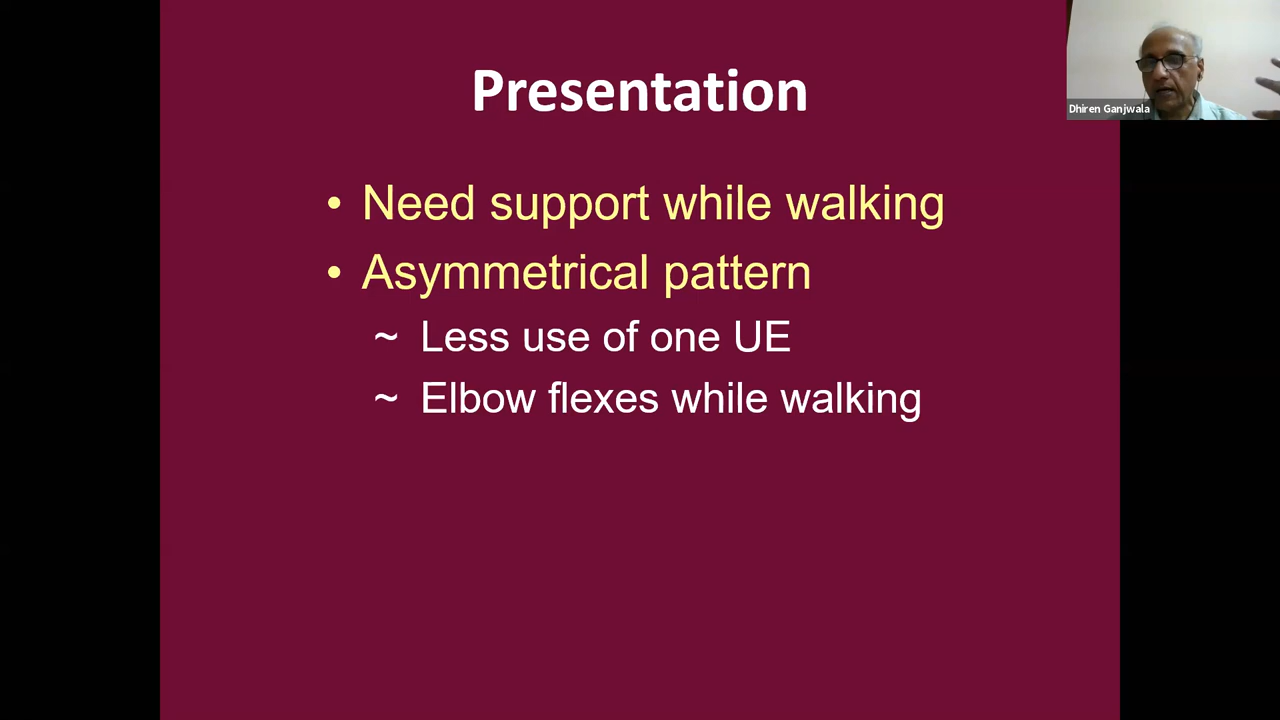 Presentation
Dhiren Ganjwala
• Need support while walking
• Asymmetrical pattern
~ Less use of one UE
~ Elbow flexes while walking